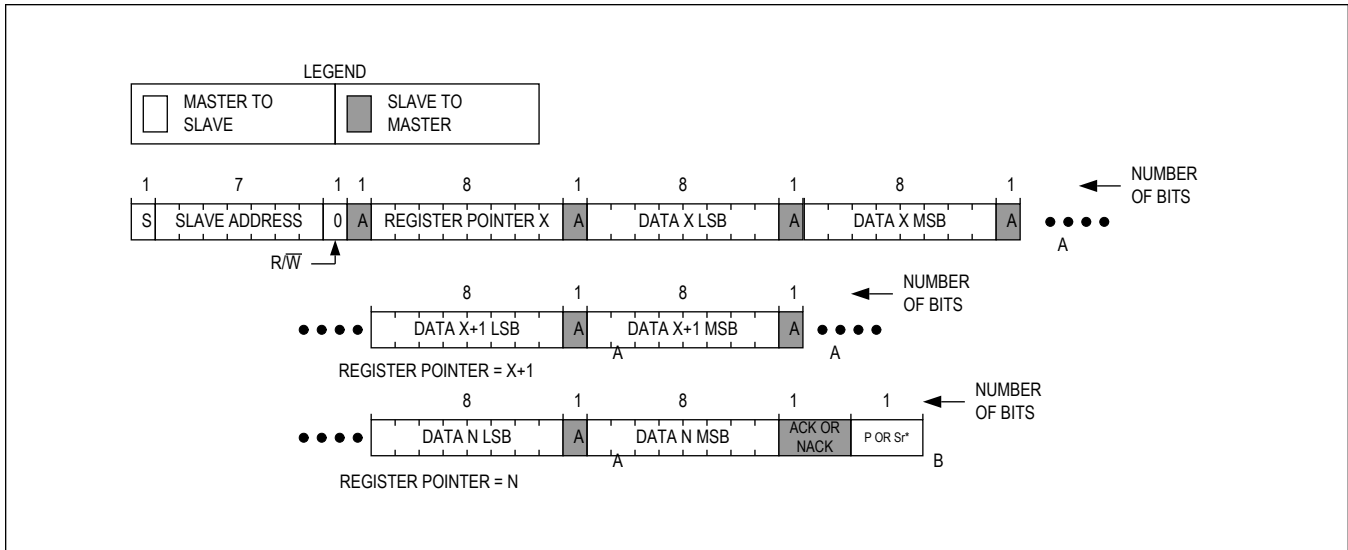 LEGEND
MASTER TO SLAVE
SLAVE TO MASTER
1 7 1 1 8 1 8 1 8 1
NUMBER OF BITS
S SLAVE ADDRESS 0 A REGISTER POINTER X A DATA X LSB A DATA X MSB A
A
R/W̅
8 1 8 1
NUMBER OF BITS
DATA X+1 LSB A DATA X+1 MSB A
A A
REGISTER POINTER = X+1
8 1 8 1 1
NUMBER OF BITS
DATA N LSB A DATA N MSB ACK OR NACK P OR Sr*
A B
REGISTER POINTER = N